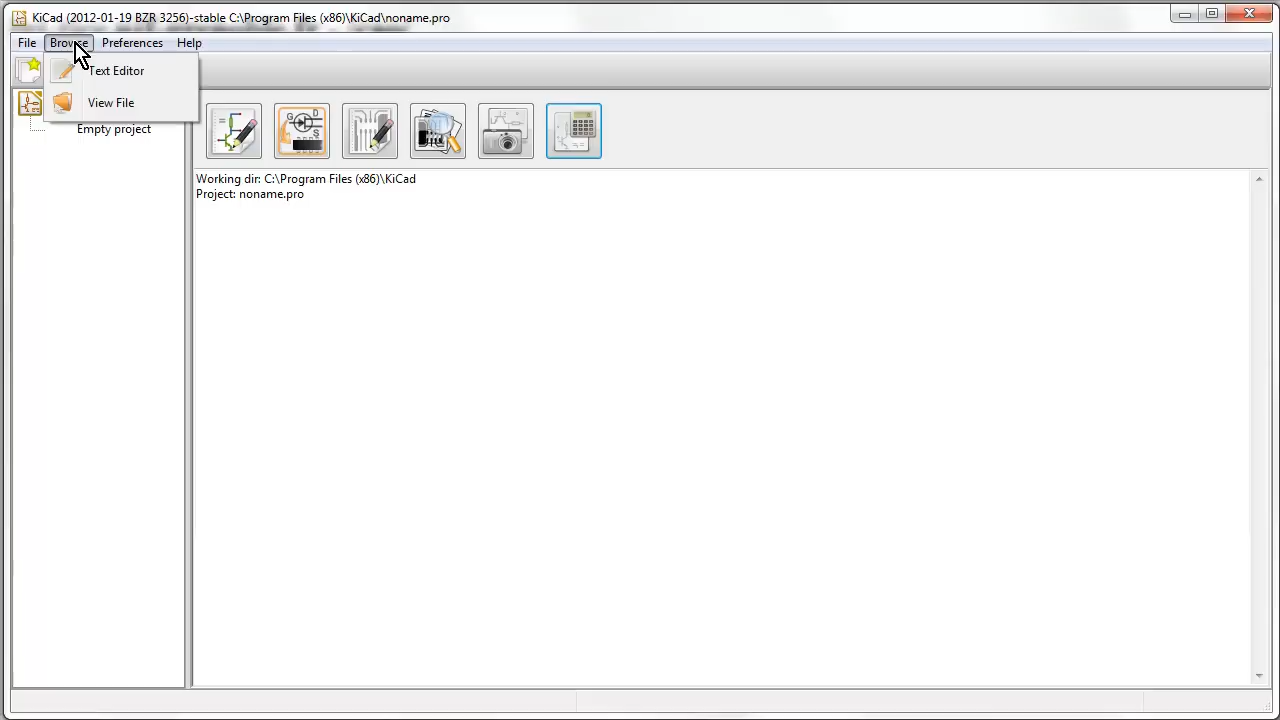 KiCad (2012-01-19 BZR 3256)-stable C:\Program Files (x86)\KiCad\noname.pro
File Browse Preferences Help
Text Editor
View File
Empty project
G D S
Working dir: C:\Program Files (x86)\KiCad
Project: noname.pro